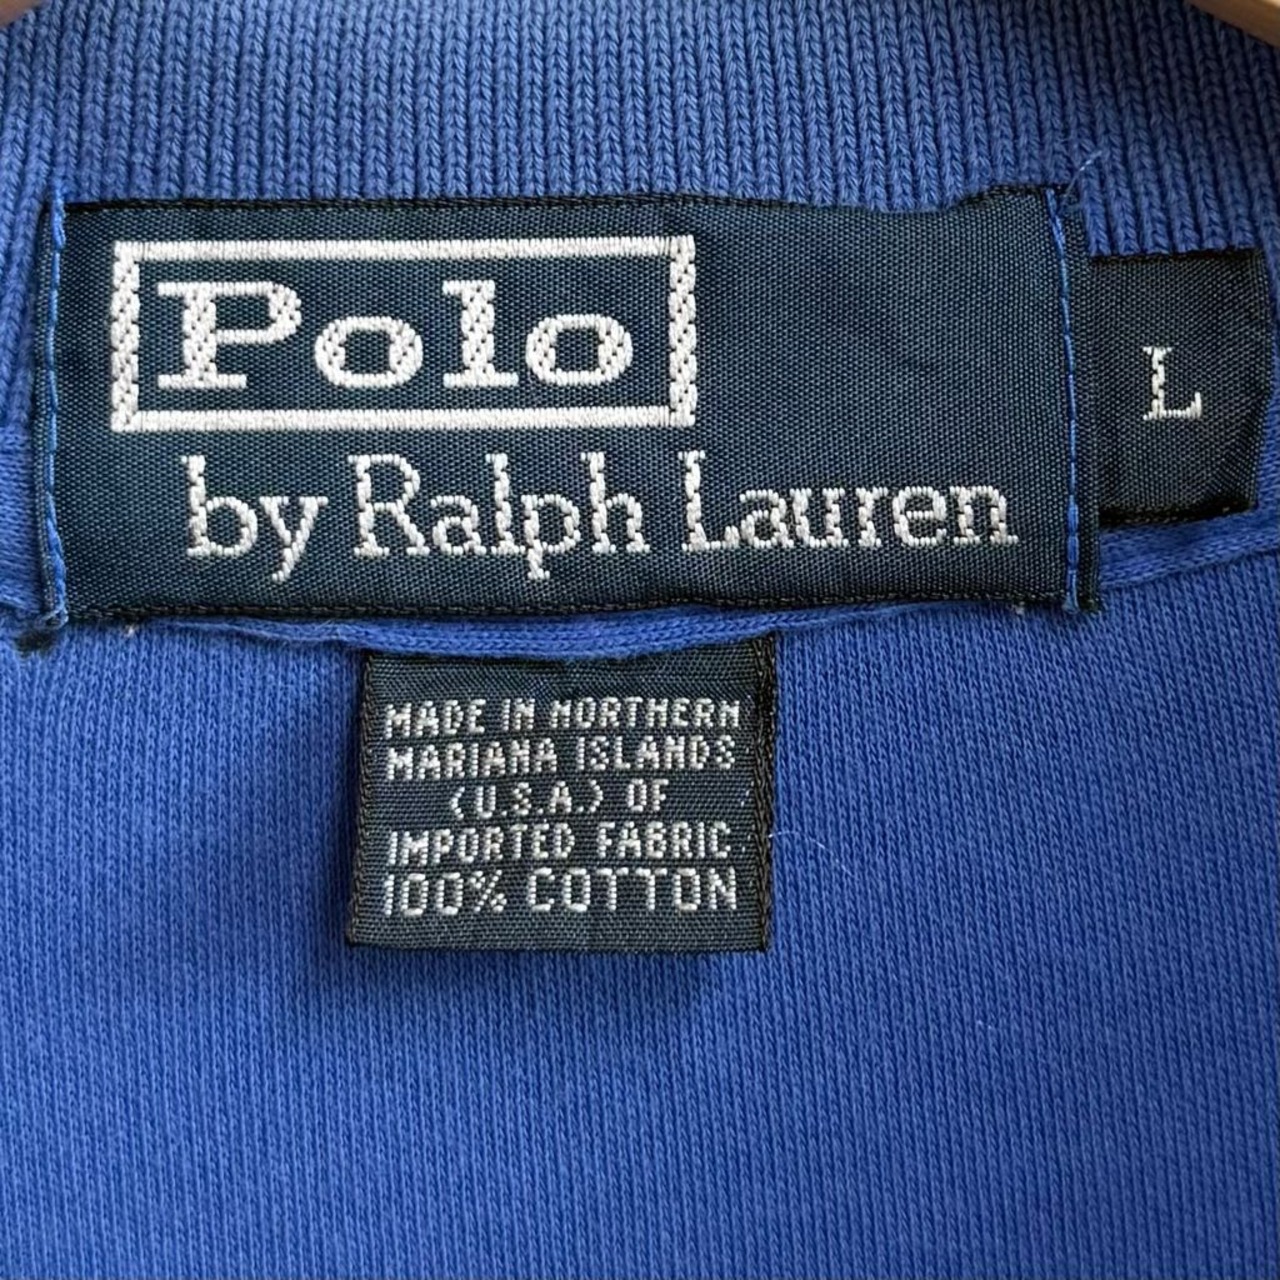 Polo
by Ralph Lauren
L
MADE IN NORTHERN
MARIANA ISLANDS
(U.S.A.) OF
IMPORTED FABRIC
100% COTTON